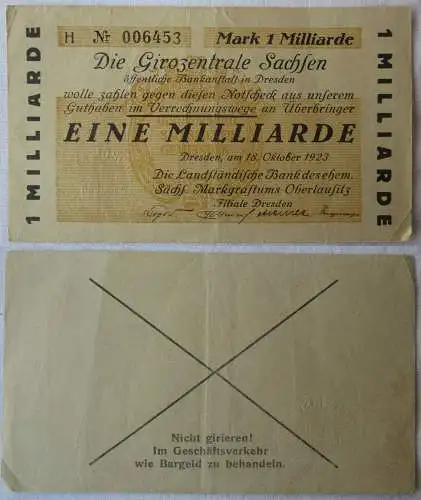 H № 006453 Mark 1 Milliarde
Die Girozentrale Sachsen
öffentliche Bankanstalt in Dresden
wolle zahlen gegen diesen Notscheck aus unserem
Guthaben im Verrechnungswege an Überbringer
EINE MILLIARDE
Dresden, am 18. Oktober 1923
Die Landständische Bank des ehem.
Sächs. Markgraftums Oberlausitz
Filiale Dresden
1 MILLIARDE
1 MILLIARDE
Nicht girieren!
Im Geschäftsverkehr
wie Bargeld zu behandeln.